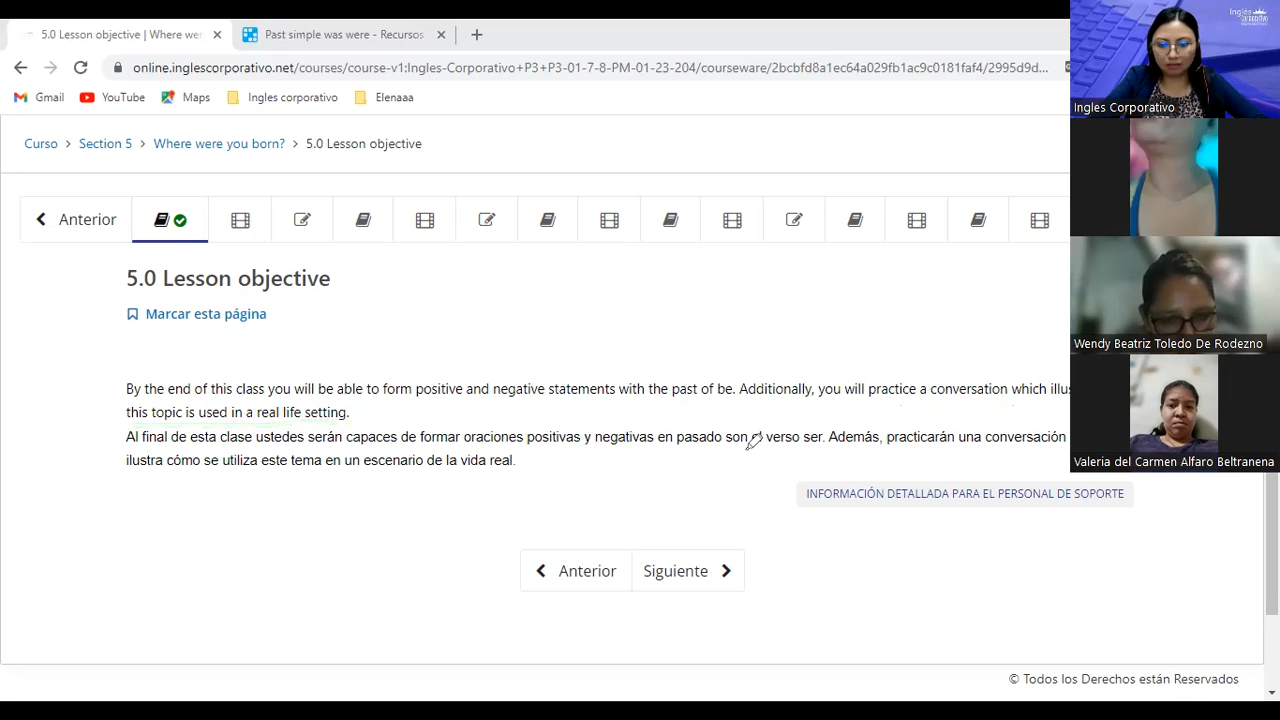 5.0 Lesson objective | Where wer
Past simple was were - Recursos
online.inglescorporativo.net/courses/course-v1:Ingles-Corporativo+P3+P3-01-7-8-PM-01-23-204/courseware/2bcbfd8a1ec64a029fb1ac9c0181faf4/2995d9d...
Gmail
YouTube
Maps
Ingles corporativo
Elenaaa
Curso > Section 5 > Where were you born? > 5.0 Lesson objective
Anterior
5.0 Lesson objective
Marcar esta página
By the end of this class you will be able to form positive and negative statements with the past of be. Additionally, you will practice a conversation which illus
this topic is used in a real life setting.
Al final de esta clase ustedes serán capaces de formar oraciones positivas y negativas en pasado son verso ser. Además, practicarán una conversación
ilustra cómo se utiliza este tema en un escenario de la vida real.
INFORMACIÓN DETALLADA PARA EL PERSONAL DE SOPORTE
Anterior
Siguiente
© Todos los Derechos están Reservados
Ingles Corporativo
Wendy Beatriz Toledo De Rodezno
Valeria del Carmen Alfaro Beltranena